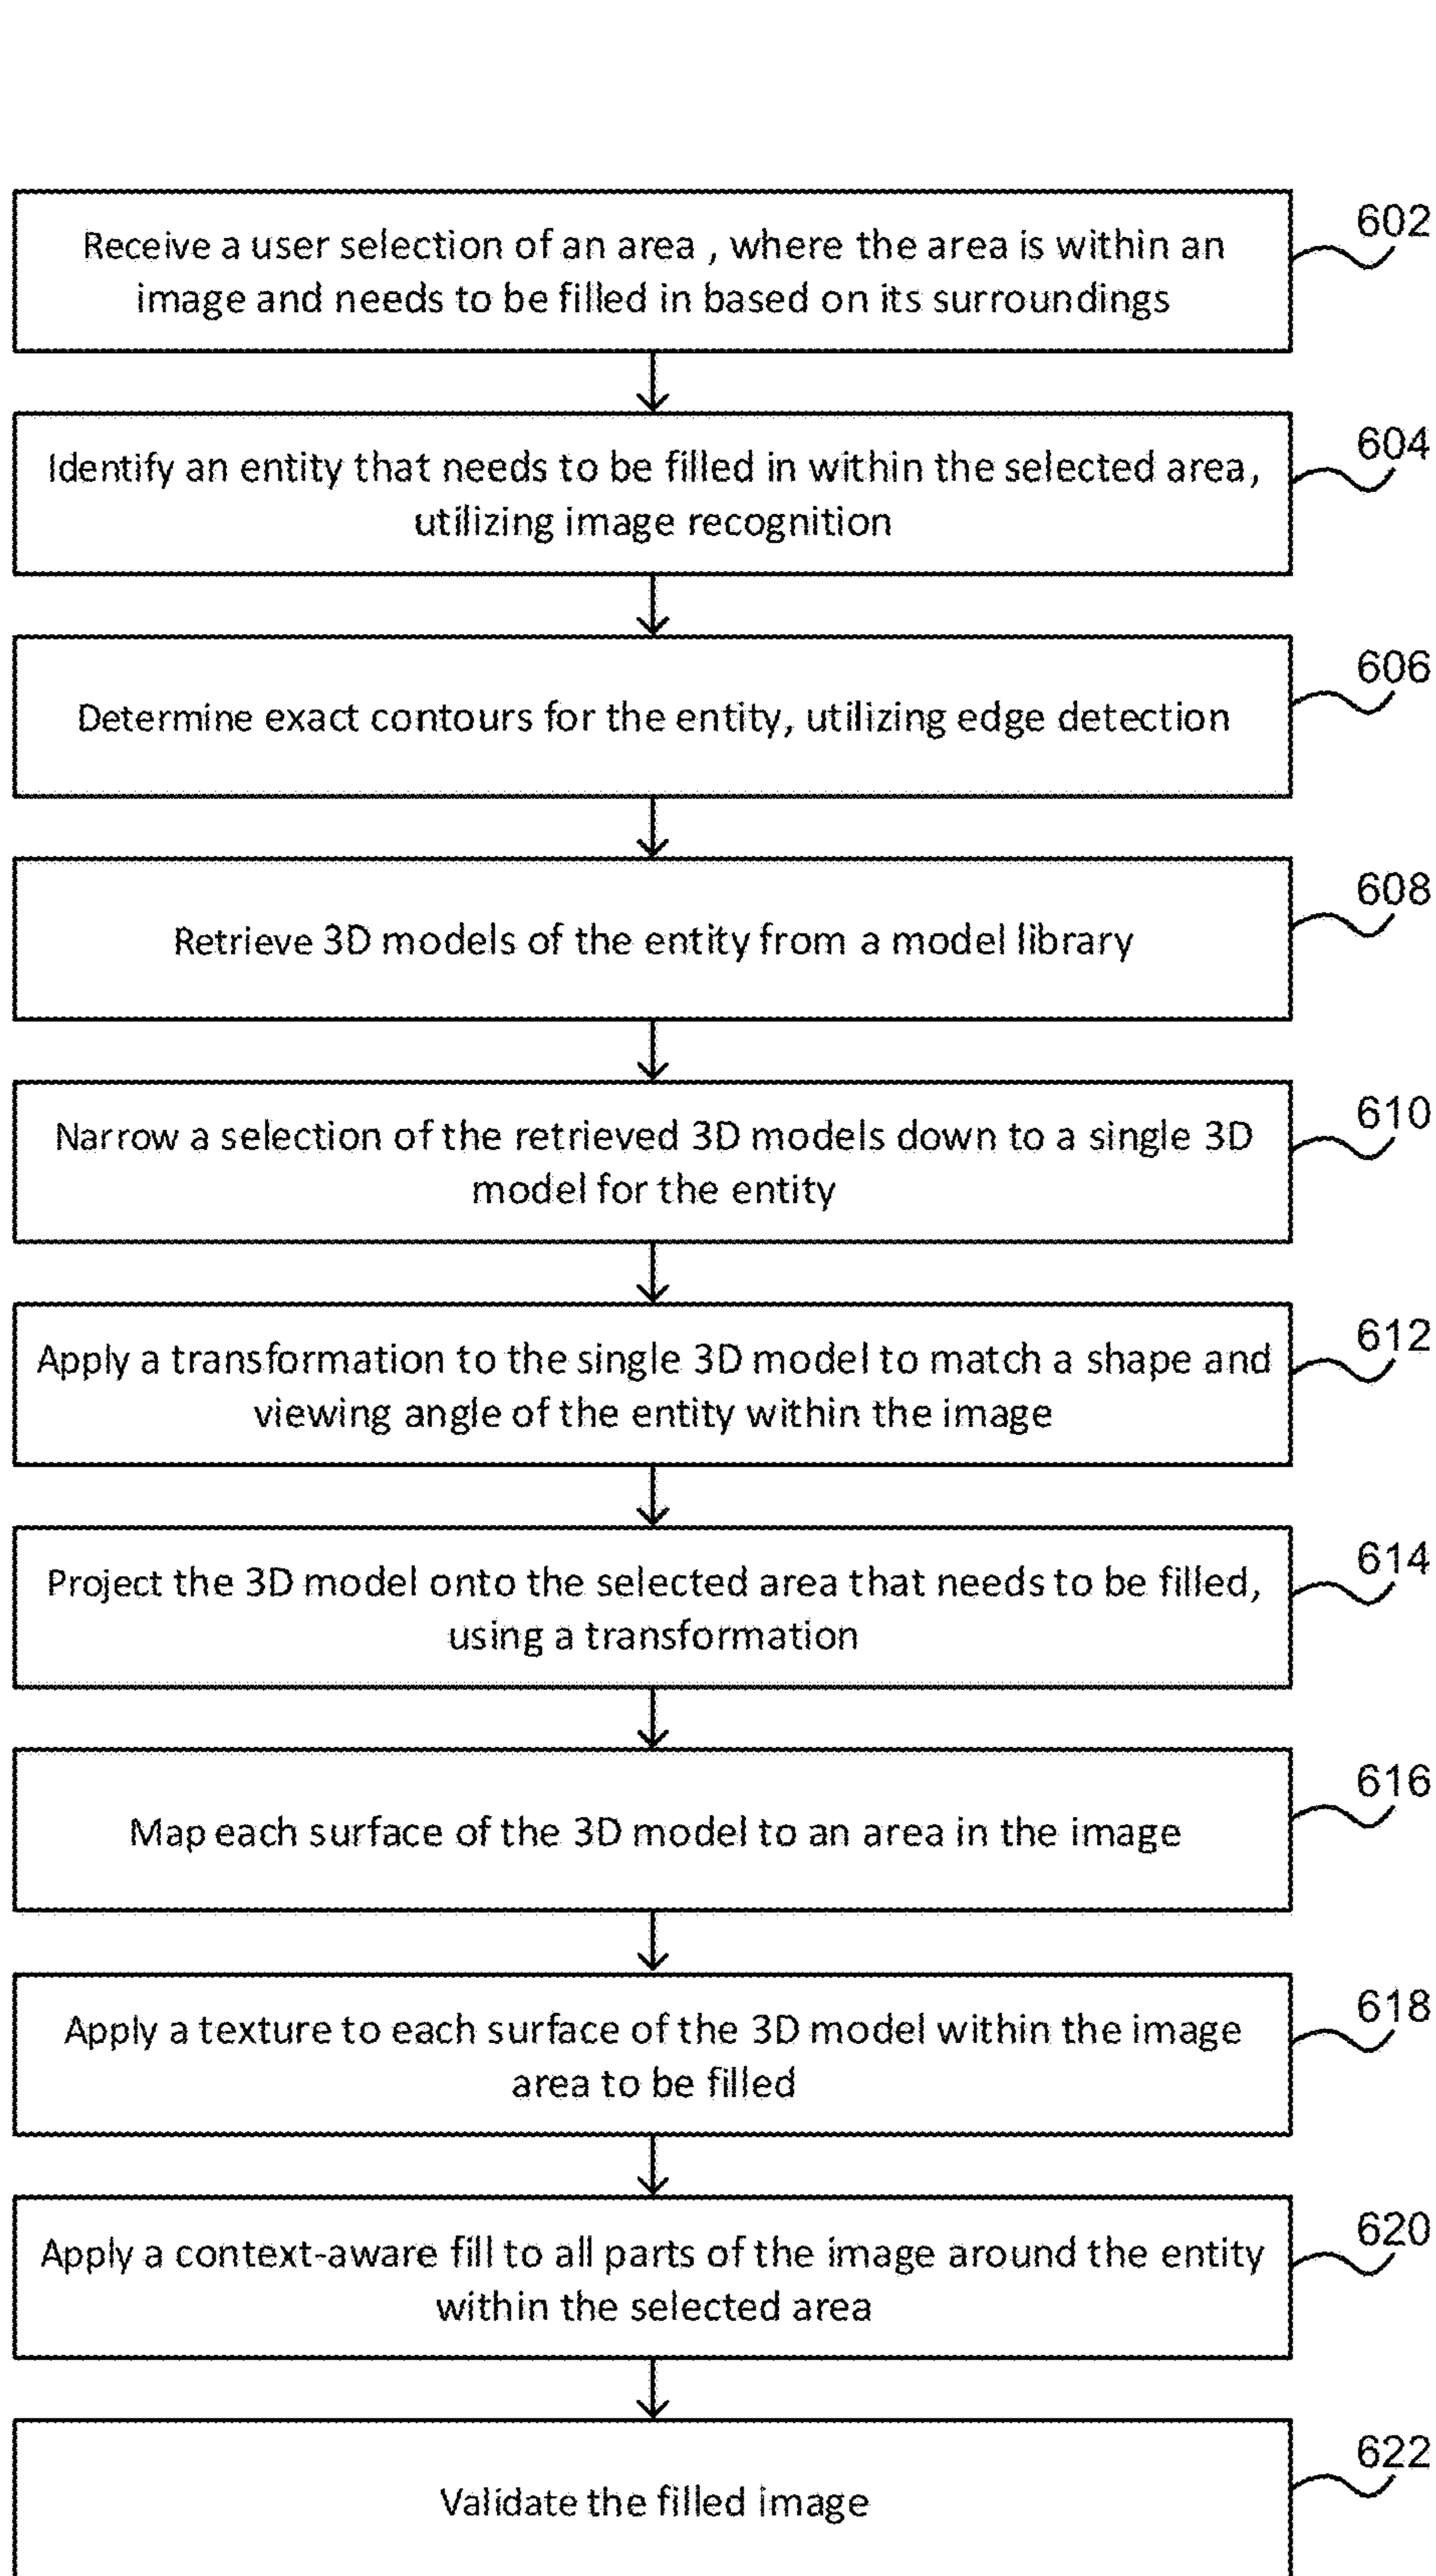 602
Receive a user selection of an area , where the area is within an
image and needs to be filled in based on its surroundings
604
Identify an entity that needs to be filled in within the selected area,
utilizing image recognition
606
Determine exact contours for the entity, utilizing edge detection
608
Retrieve 3D models of the entity from a model library
610
Narrow a selection of the retrieved 3D models down to a single 3D
model for the entity
612
Apply a transformation to the single 3D model to match a shape and
viewing angle of the entity within the image
614
Project the 3D model onto the selected area that needs to be filled,
using a transformation
616
Map each surface of the 3D model to an area in the image
618
Apply a texture to each surface of the 3D model within the image
area to be filled
620
Apply a context-aware fill to all parts of the image around the entity
within the selected area
622
Validate the filled image